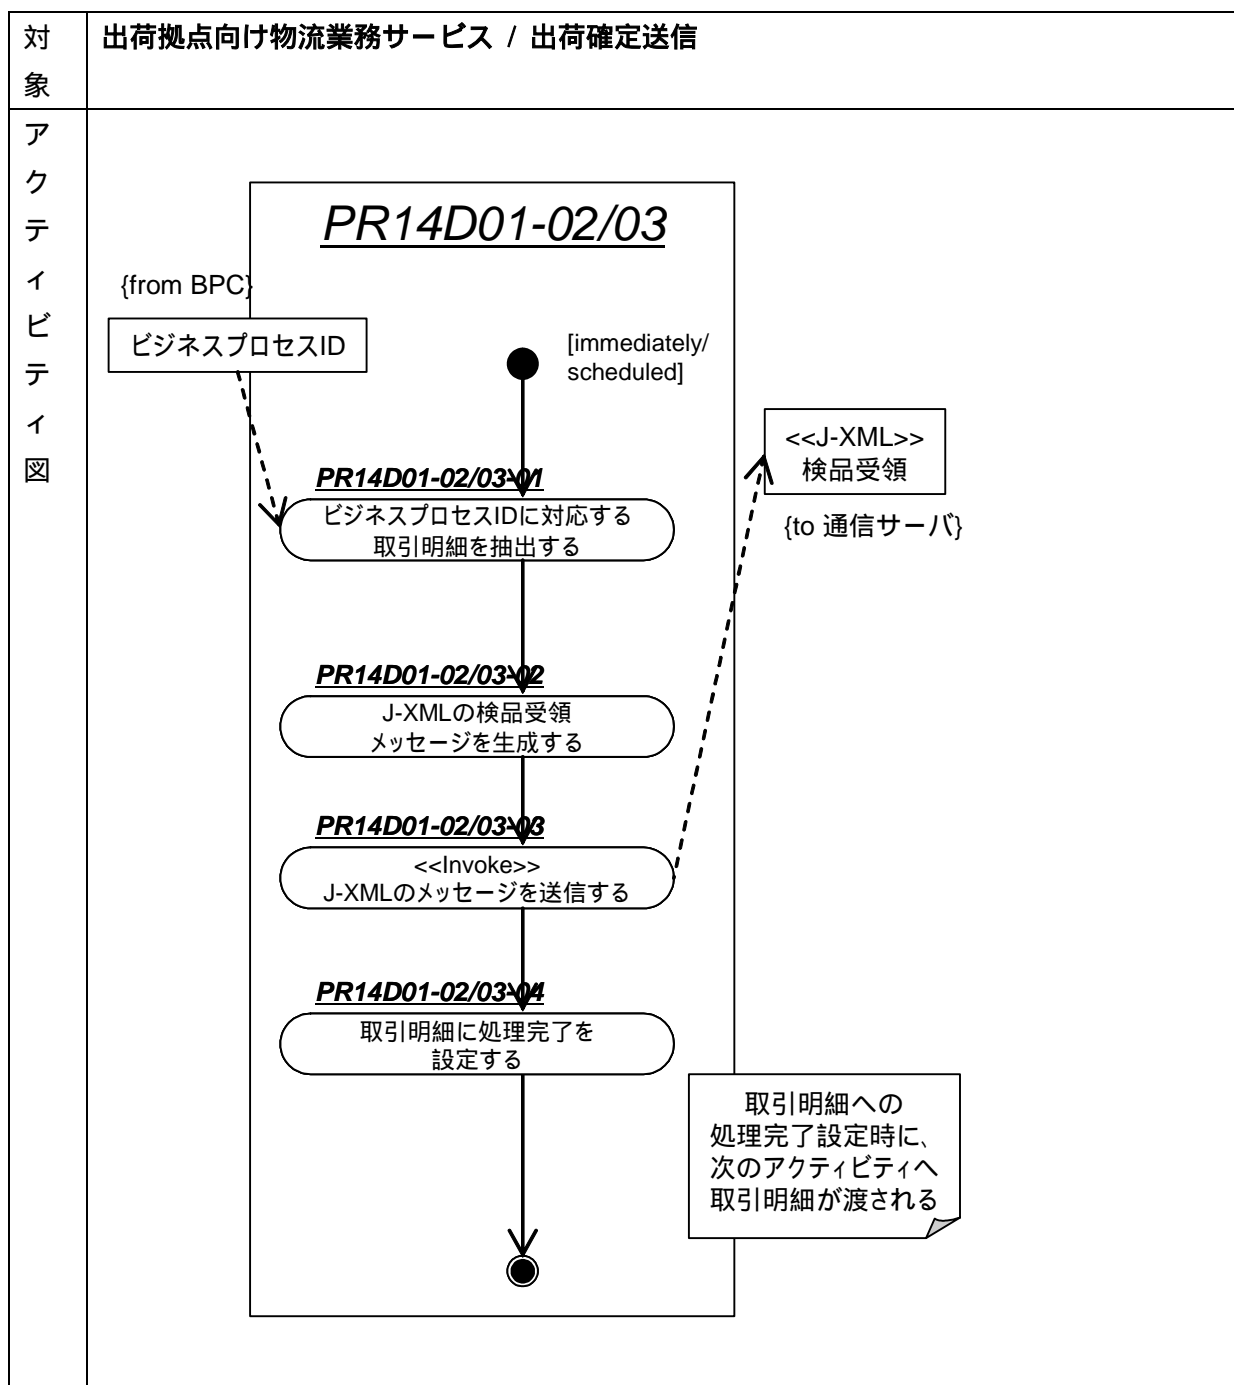 対
象
出荷拠点向け物流業務サービス / 出荷確定送信
ア
ク
テ
ィ
ビ
テ
ィ
図
PR14D01-02/03
{from BPC}
ビジネスプロセスID
[immediately/
scheduled]
<<J-XML>>
検品受領
{to 通信サーバ}
PR14D01-02/03-01
ビジネスプロセスIDに対応する
取引明細を抽出する
PR14D01-02/03-02
J-XMLの検品受領
メッセージを生成する
PR14D01-02/03-03
<<Invoke>>
J-XMLのメッセージを送信する
PR14D01-02/03-04
取引明細に処理完了を
設定する
取引明細への
処理完了設定時に、
次のアクティビティへ
取引明細が渡される